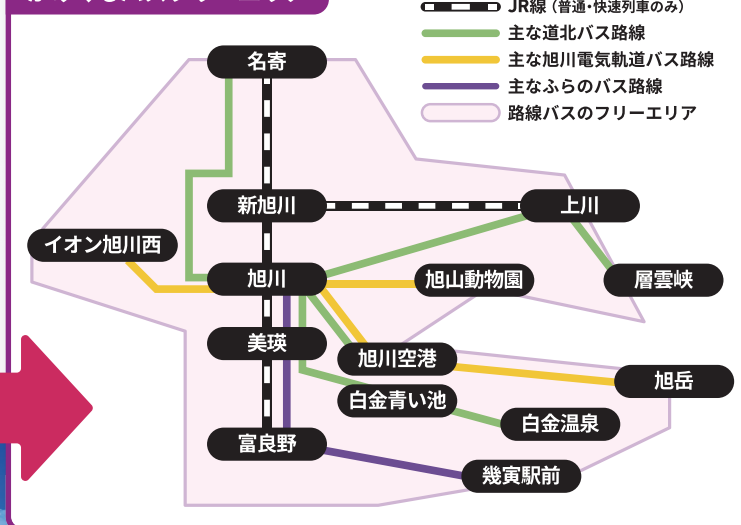 JR線（普通・快速列車のみ）
主な道北バス路線
主な旭川電気軌道バス路線
主なふらのバス路線
路線バスのフリーエリア
名寄
新旭川
上川
イオン旭川西
旭川
旭山動物園
層雲峡
美瑛
旭川空港
旭岳
白金青い池
白金温泉
富良野
幾寅駅前